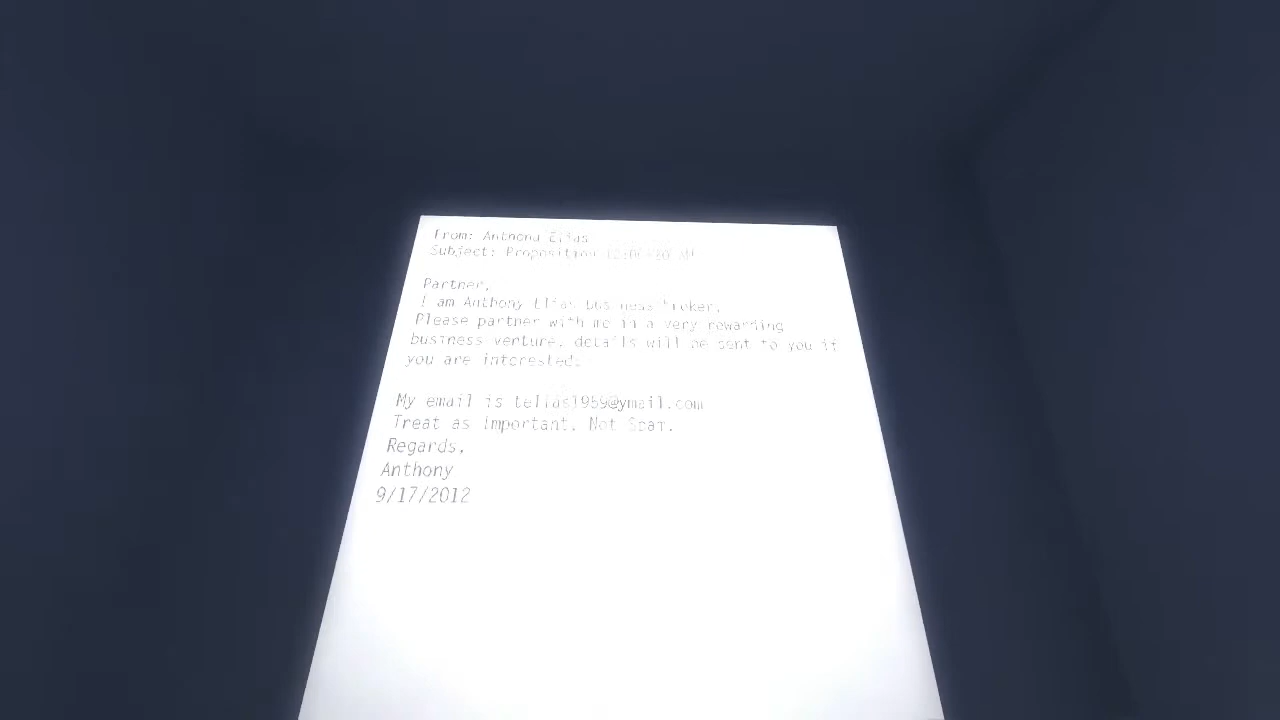 From: Anthony Elias
Subject: Proposition
Partner,
I am Anthony Elias business broker.
Please partner with me in a very rewarding
business venture. details will be sent to you if
you are interested.
My email is telias1959@ymail.com
Treat as important. Not Spam.
Regards,
Anthony
9/17/2012